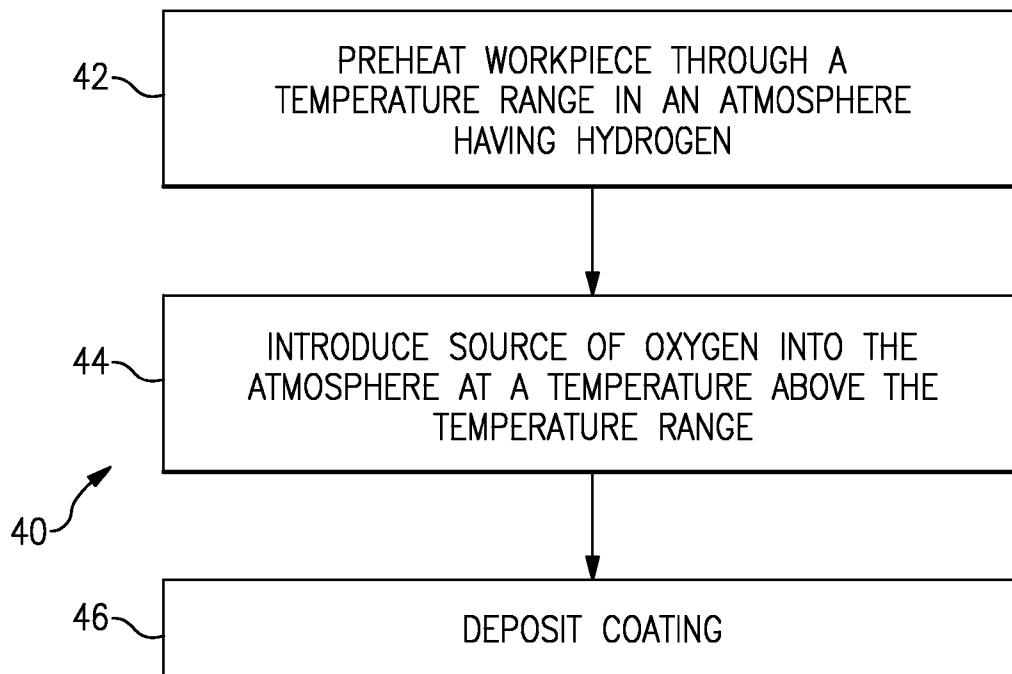 42
PREHEAT WORKPIECE THROUGH A
TEMPERATURE RANGE IN AN ATMOSPHERE
HAVING HYDROGEN
44
INTRODUCE SOURCE OF OXYGEN INTO THE
ATMOSPHERE AT A TEMPERATURE ABOVE THE
TEMPERATURE RANGE
40
46
DEPOSIT COATING